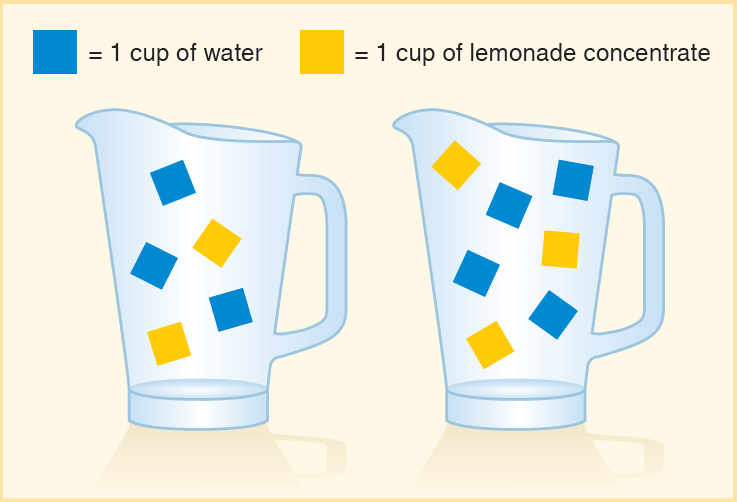 = 1 cup of water = 1 cup of lemonade concentrate